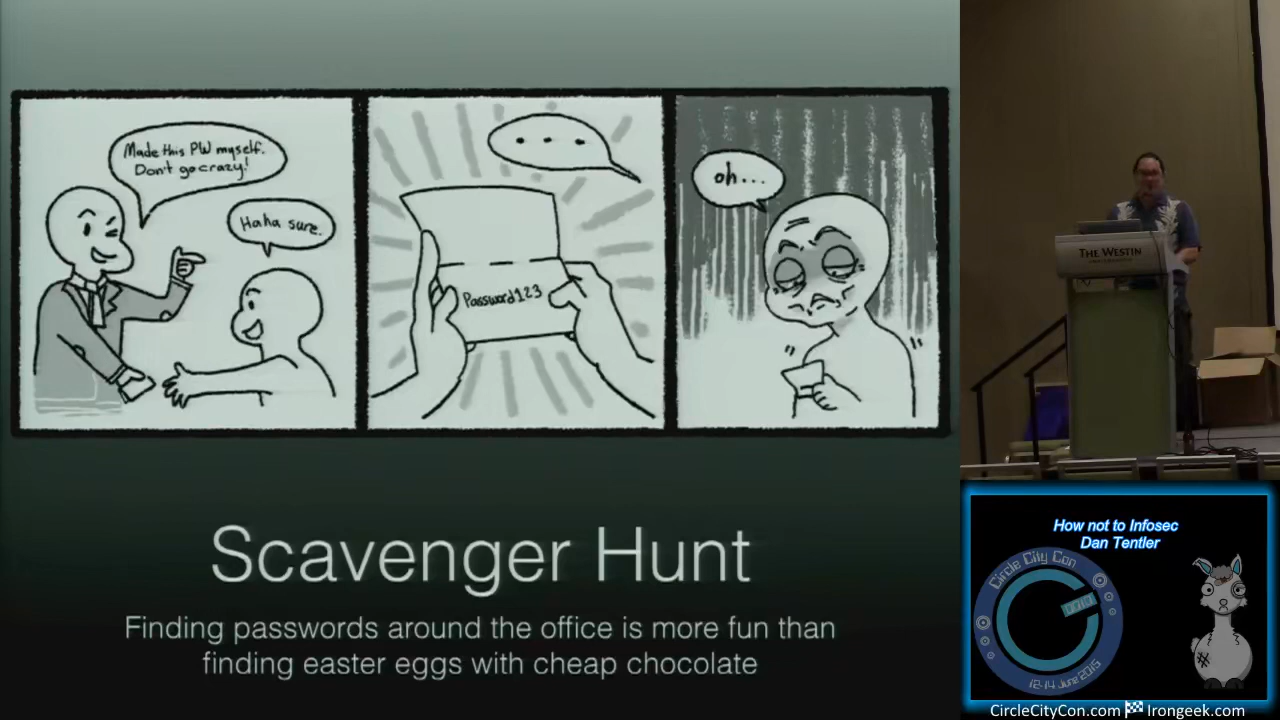 Made this PW myself.
Don't go crazy!
Haha sure.
. . .
Password123
oh...
Scavenger Hunt
Finding passwords around the office is more fun than
finding easter eggs with cheap chocolate
THE WESTIN
How not to Infosec
Dan Tentler
Circle City Con
12-14 June 2015
CircleCityCon.com Irongeek.com